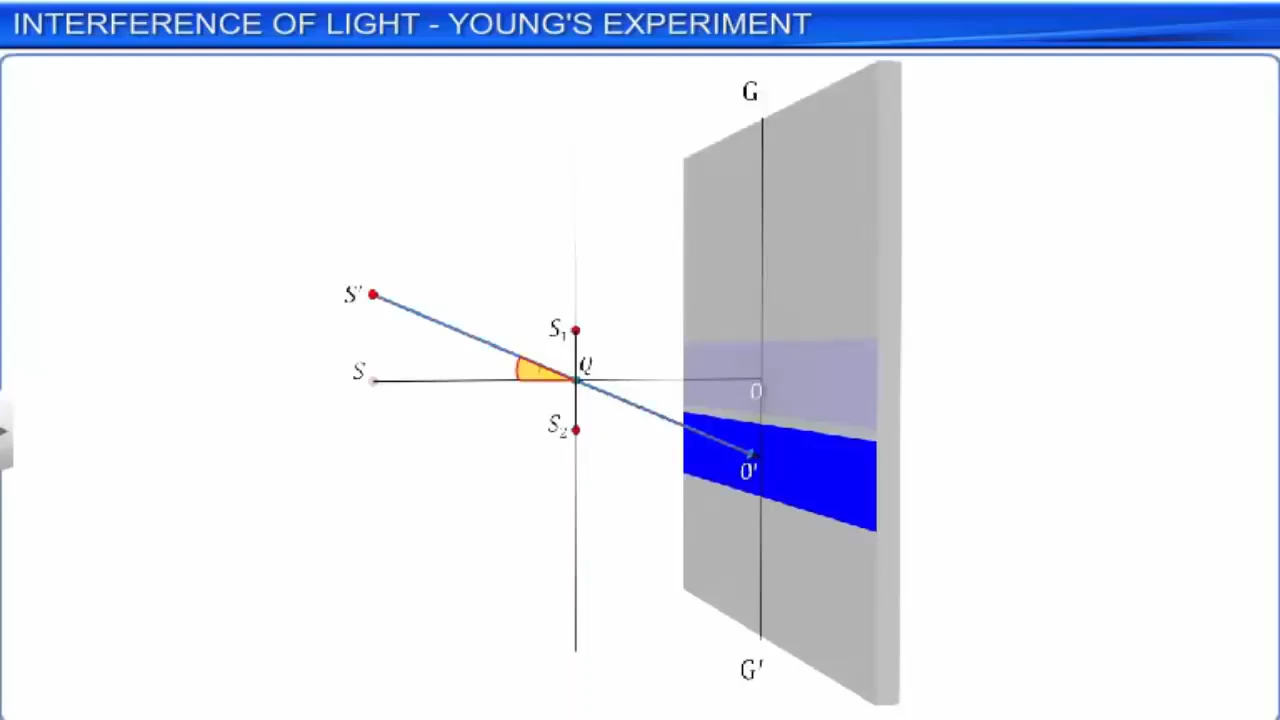 INTERFERENCE OF LIGHT - YOUNG'S EXPERIMENT
G
S'
S₁
Q
S
O
S₂
O'
G'